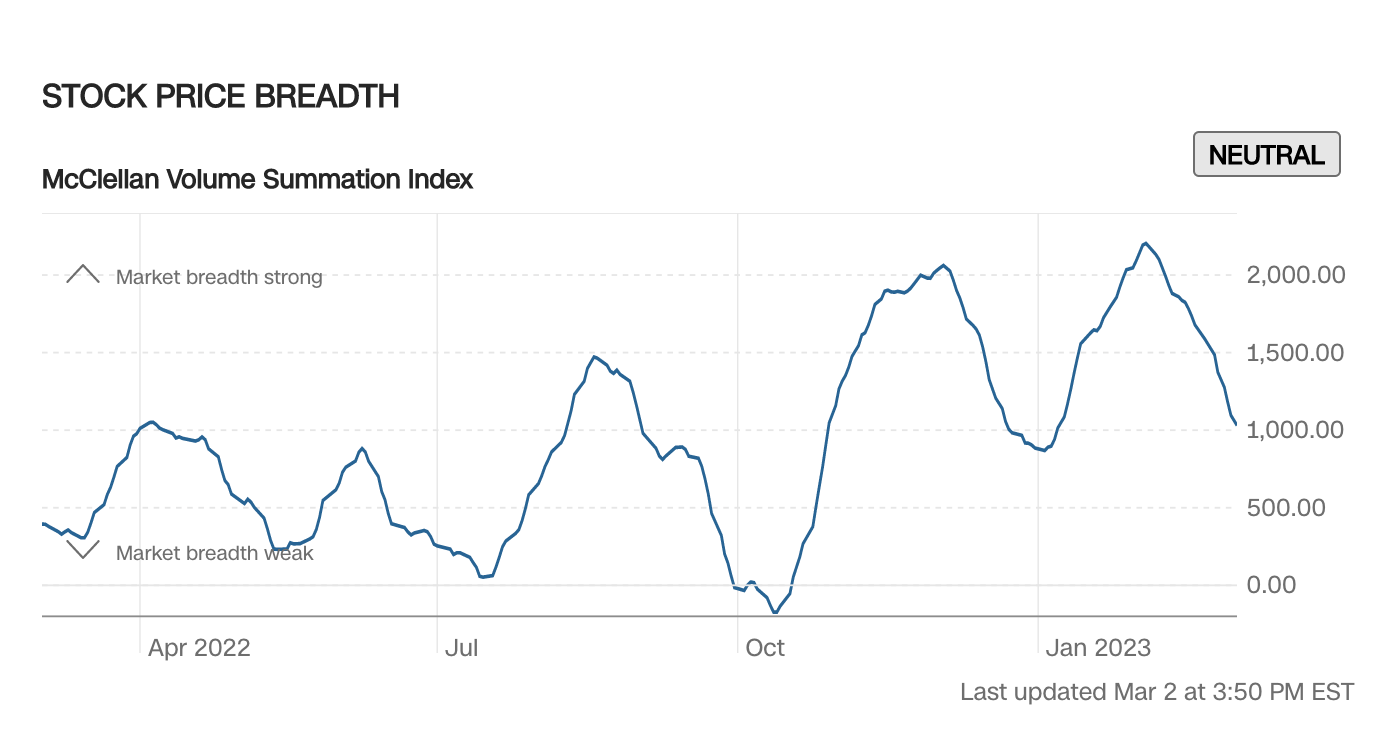 STOCK PRICE BREADTH
NEUTRAL
McClellan Volume Summation Index
Market breadth strong
2,000.00
1,500.00
1,000.00
500.00
Market breadth weak
0.00
Apr 2022 Jul Oct Jan 2023
Last updated Mar 2 at 3:50 PM EST